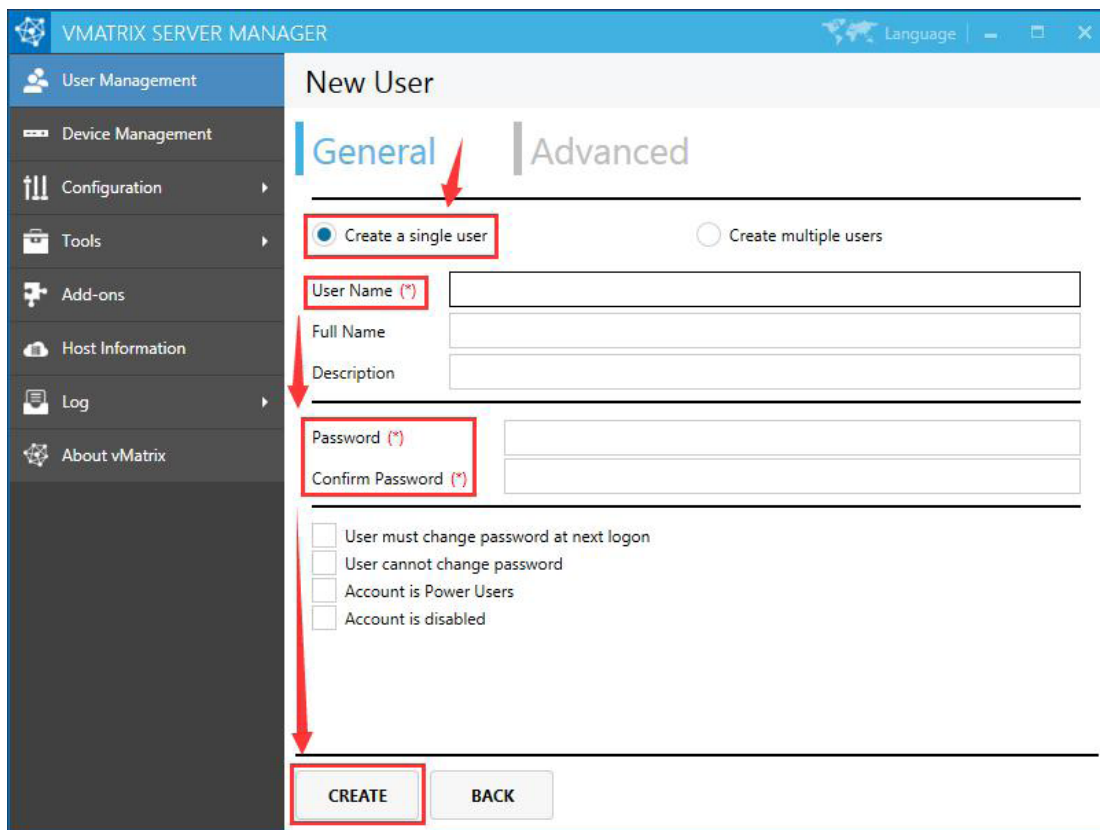 VMATRIX SERVER MANAGER
Language
User Management
Device Management
Configuration
Tools
Add-ons
Host Information
Log
About vMatrix
New User
General
Advanced
Create a single user
Create multiple users
User Name (*)
Full Name
Description
Password (*)
Confirm Password (*)
User must change password at next logon
User cannot change password
Account is Power Users
Account is disabled
CREATE
BACK